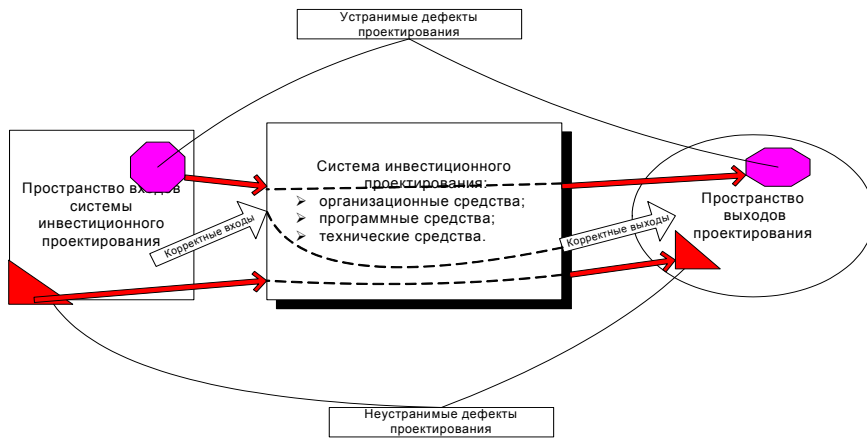 Устранимые дефекты
проектирования
Пространство входов
системы
инвестиционного
проектирования
Корректные входы
Система инвестиционного
проектирования:
организационные средства;
программные средства;
технические средства.
Корректные выходы
Пространство
выходов
проектирования
Неустранимые дефекты
проектирования